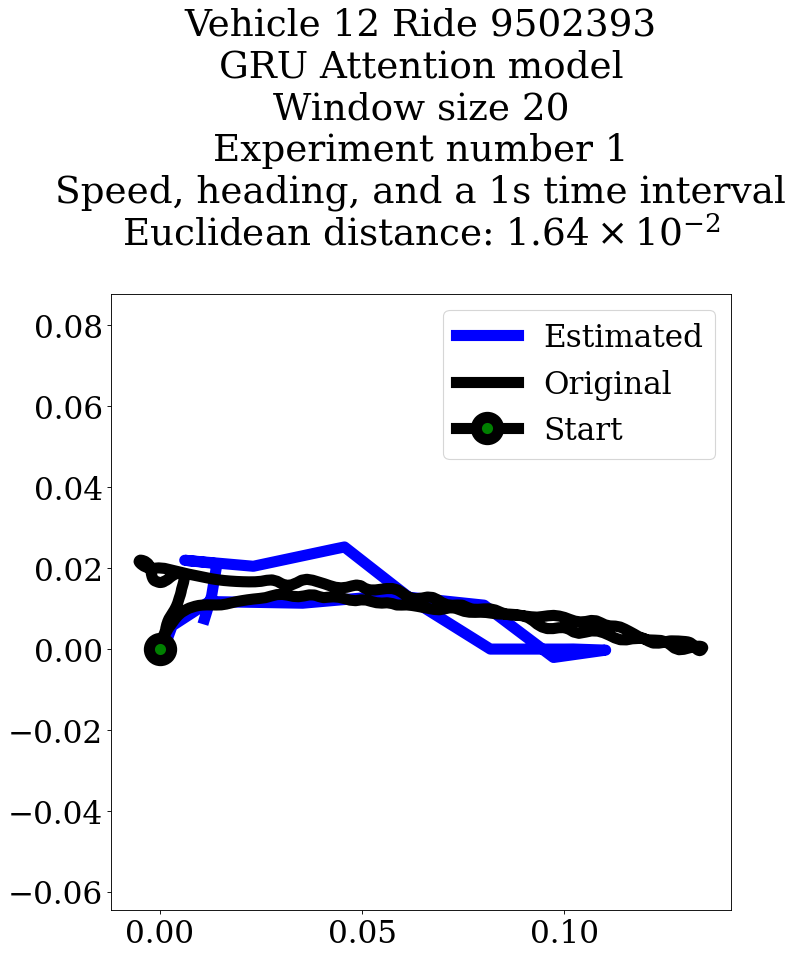 Vehicle 12 Ride 9502393
GRU Attention model
Window size 20
Experiment number 1
Speed, heading, and a 1s time interval
Euclidean distance: 1.64 × 10⁻²
Estimated
Original
Start
0.08
0.06
0.04
0.02
0.00
−0.02
−0.04
−0.06
0.00 0.05 0.10